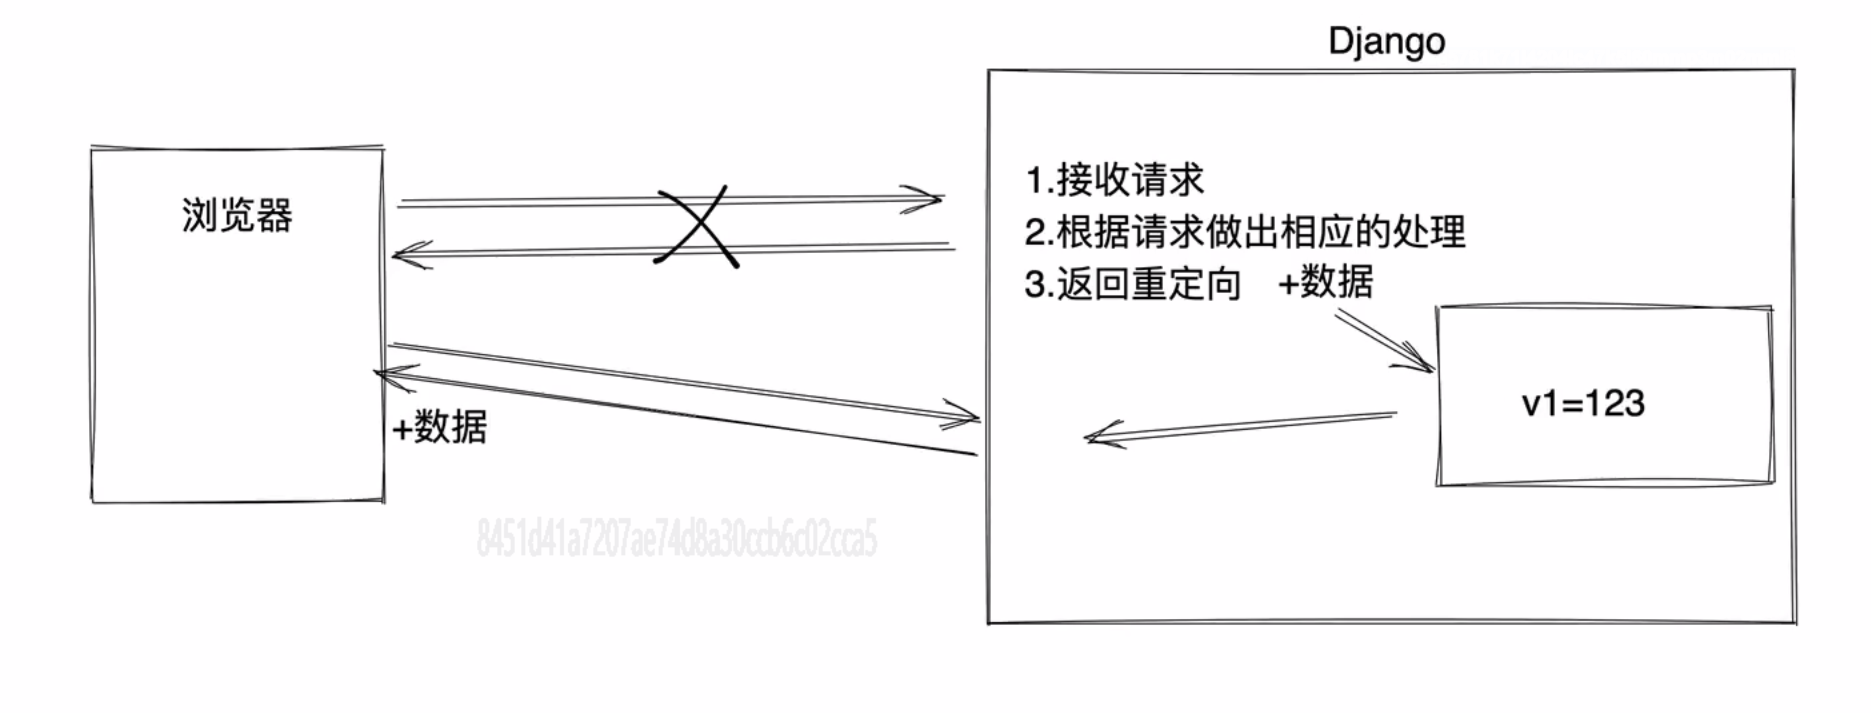 Django
浏览器
1.接收请求
2.根据请求做出相应的处理
3.返回重定向 +数据
v1=123
+数据
8451d41a7207ae74d8a30ccb6c02cca5